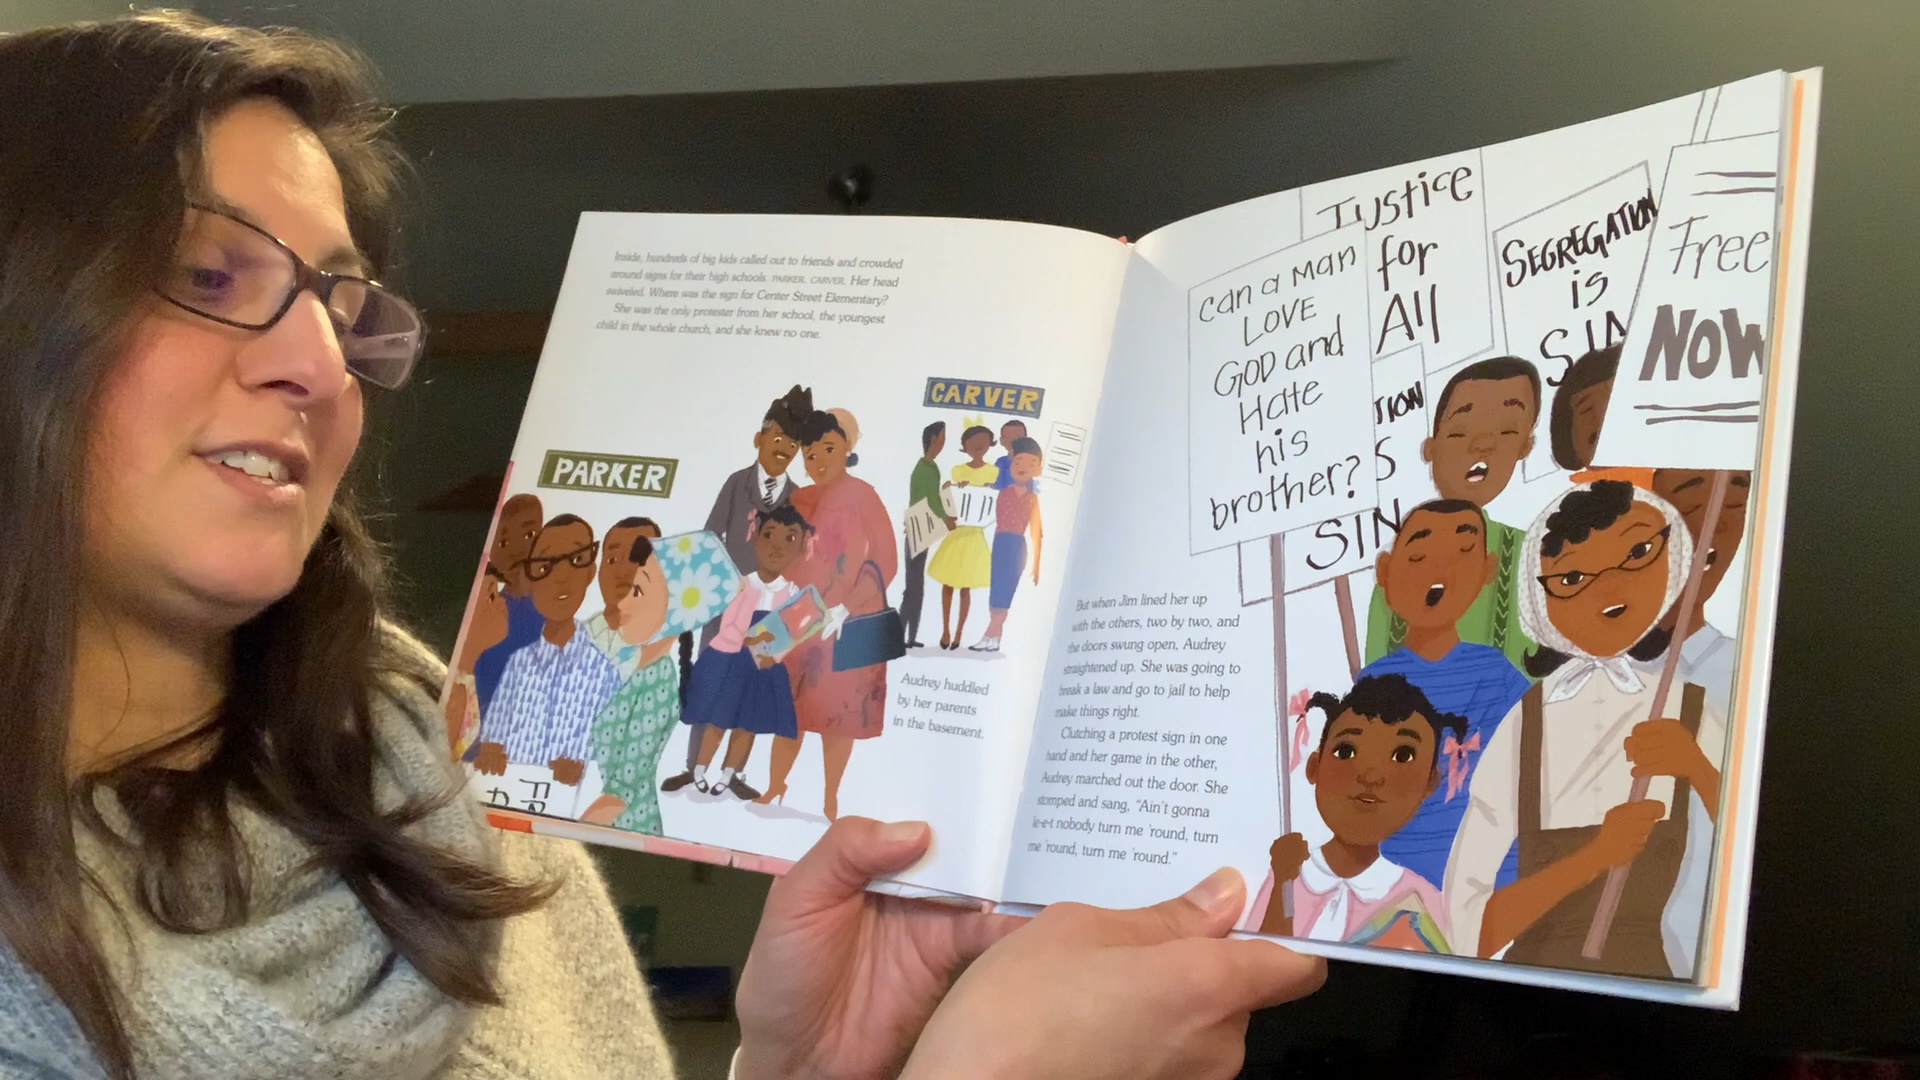 Inside, hundreds of big kids called out to friends and crowded
around signs for their high schools. PARKER. CARVER. Her head
swiveled. Where was the sign for Center Street Elementary?
She was the only protester from her school, the youngest
child in the whole church, and she knew no one.
PARKER
CARVER
Audrey huddled
by her parents
in the basement.
Justice
for
All
Can a Man
LOVE
GOD and
Hate
his
brother?
SEGREGATION
is
SIN
Free
NOW
TION
S
SIN
But when Jim lined her up
with the others, two by two, and
the doors swung open, Audrey
straightened up. She was going to
break a law and go to jail to help
make things right.
Clutching a protest sign in one
hand and her game in the other,
Audrey marched out the door. She
stomped and sang, "Ain't gonna
le-e-t nobody turn me 'round, turn
me 'round, turn me 'round."